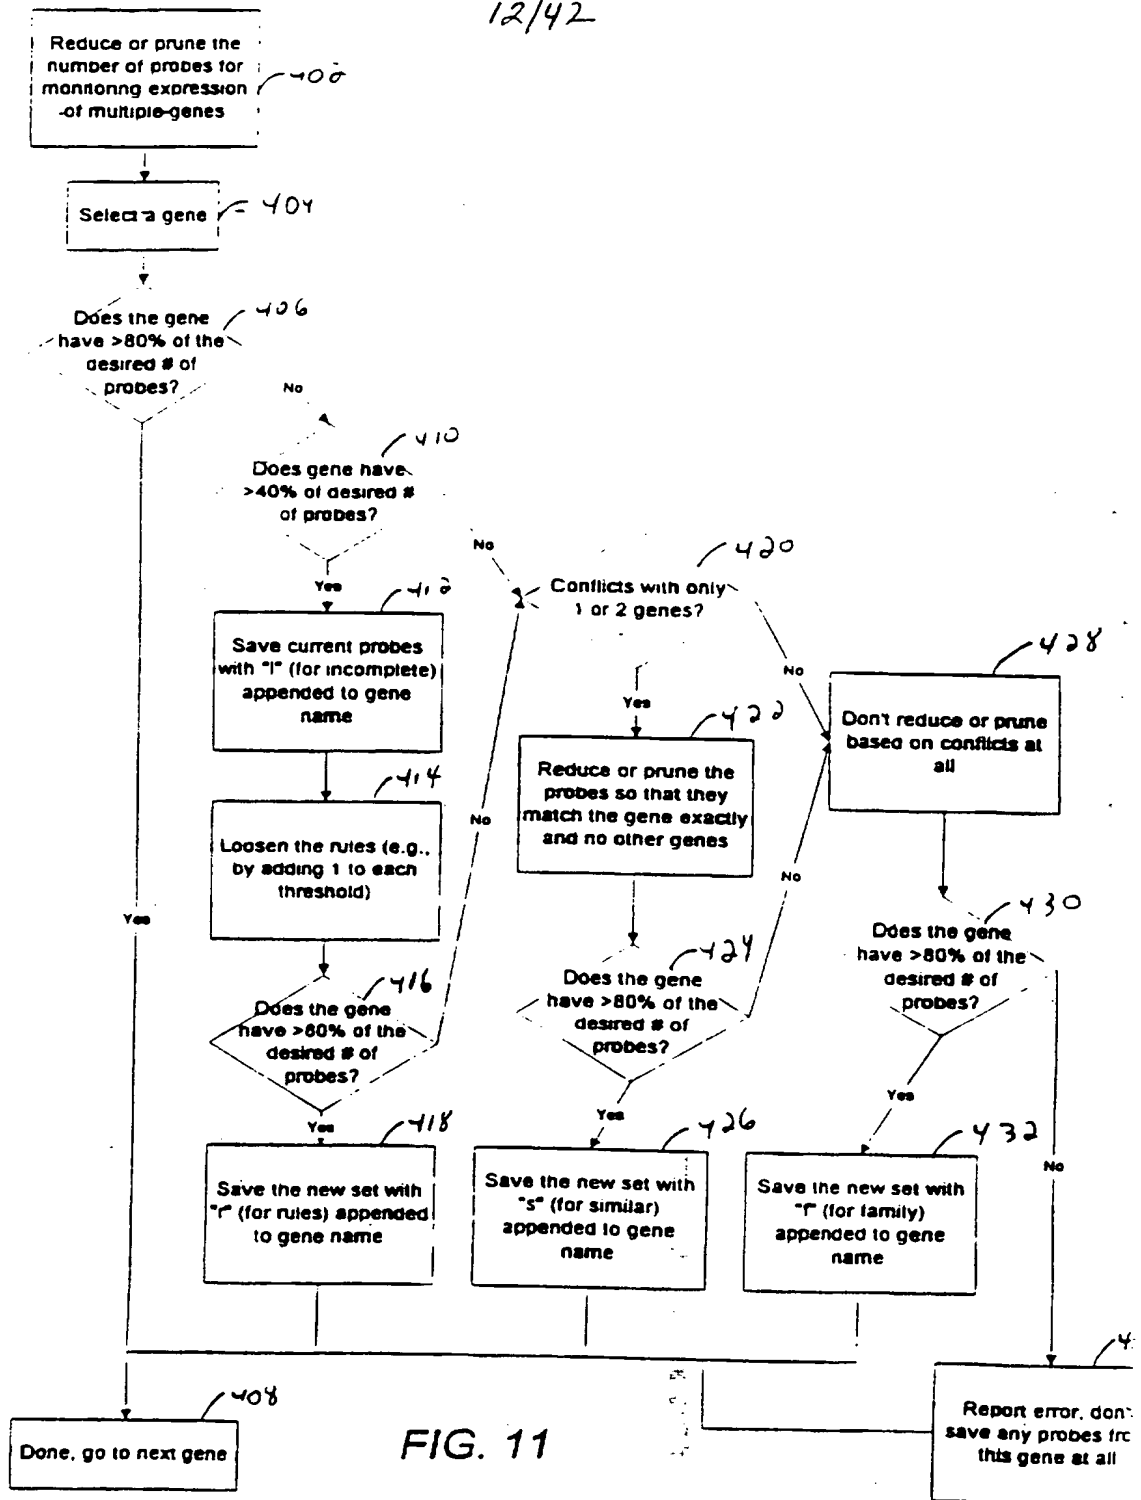 12/42
Reduce or prune the
number of probes for
monitoring expression
of multiple genes
400
Select a gene
404
Does the gene
have >80% of the
desired # of
probes?
406
No
Does gene have
>40% of desired #
of probes?
410
No
Yes
Conflicts with only
1 or 2 genes?
420
Save current probes
with "I" (for incomplete)
appended to gene
name
412
No
Yes
Don't reduce or prune
based on conflicts at
all
428
Reduce or prune the
probes so that they
match the gene exactly
and no other genes
422
Loosen the rules (e.g.,
by adding 1 to each
threshold)
414
No
No
Yes
Does the gene
have >80% of the
desired # of
probes?
416
Does the gene
have >80% of the
desired # of
probes?
424
Does the gene
have >80% of the
desired # of
probes?
430
Yes
Yes
Yes
No
Save the new set with
"r" (for rules) appended
to gene name
418
Save the new set with
"s" (for similar)
appended to gene
name
426
Save the new set with
"f" (for family)
appended to gene
name
432
Done, go to next gene
408
FIG. 11
Report error, don'
save any probes
this gene at all